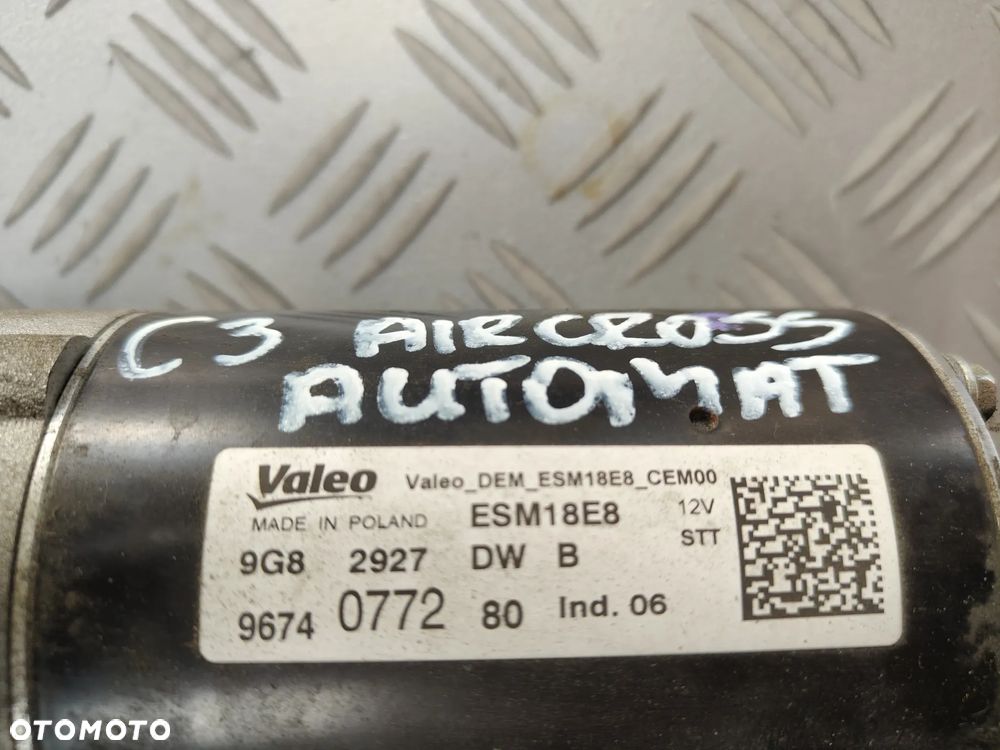 C3 AIRCROSS
AUTOMAT
Valeo Valeo_DEM_ESM18E8_CEM00
MADE IN POLAND ESM18E8 12V
STT
9G8 2927 DW B
9674 0772 80 Ind. 06
OTOMOTO